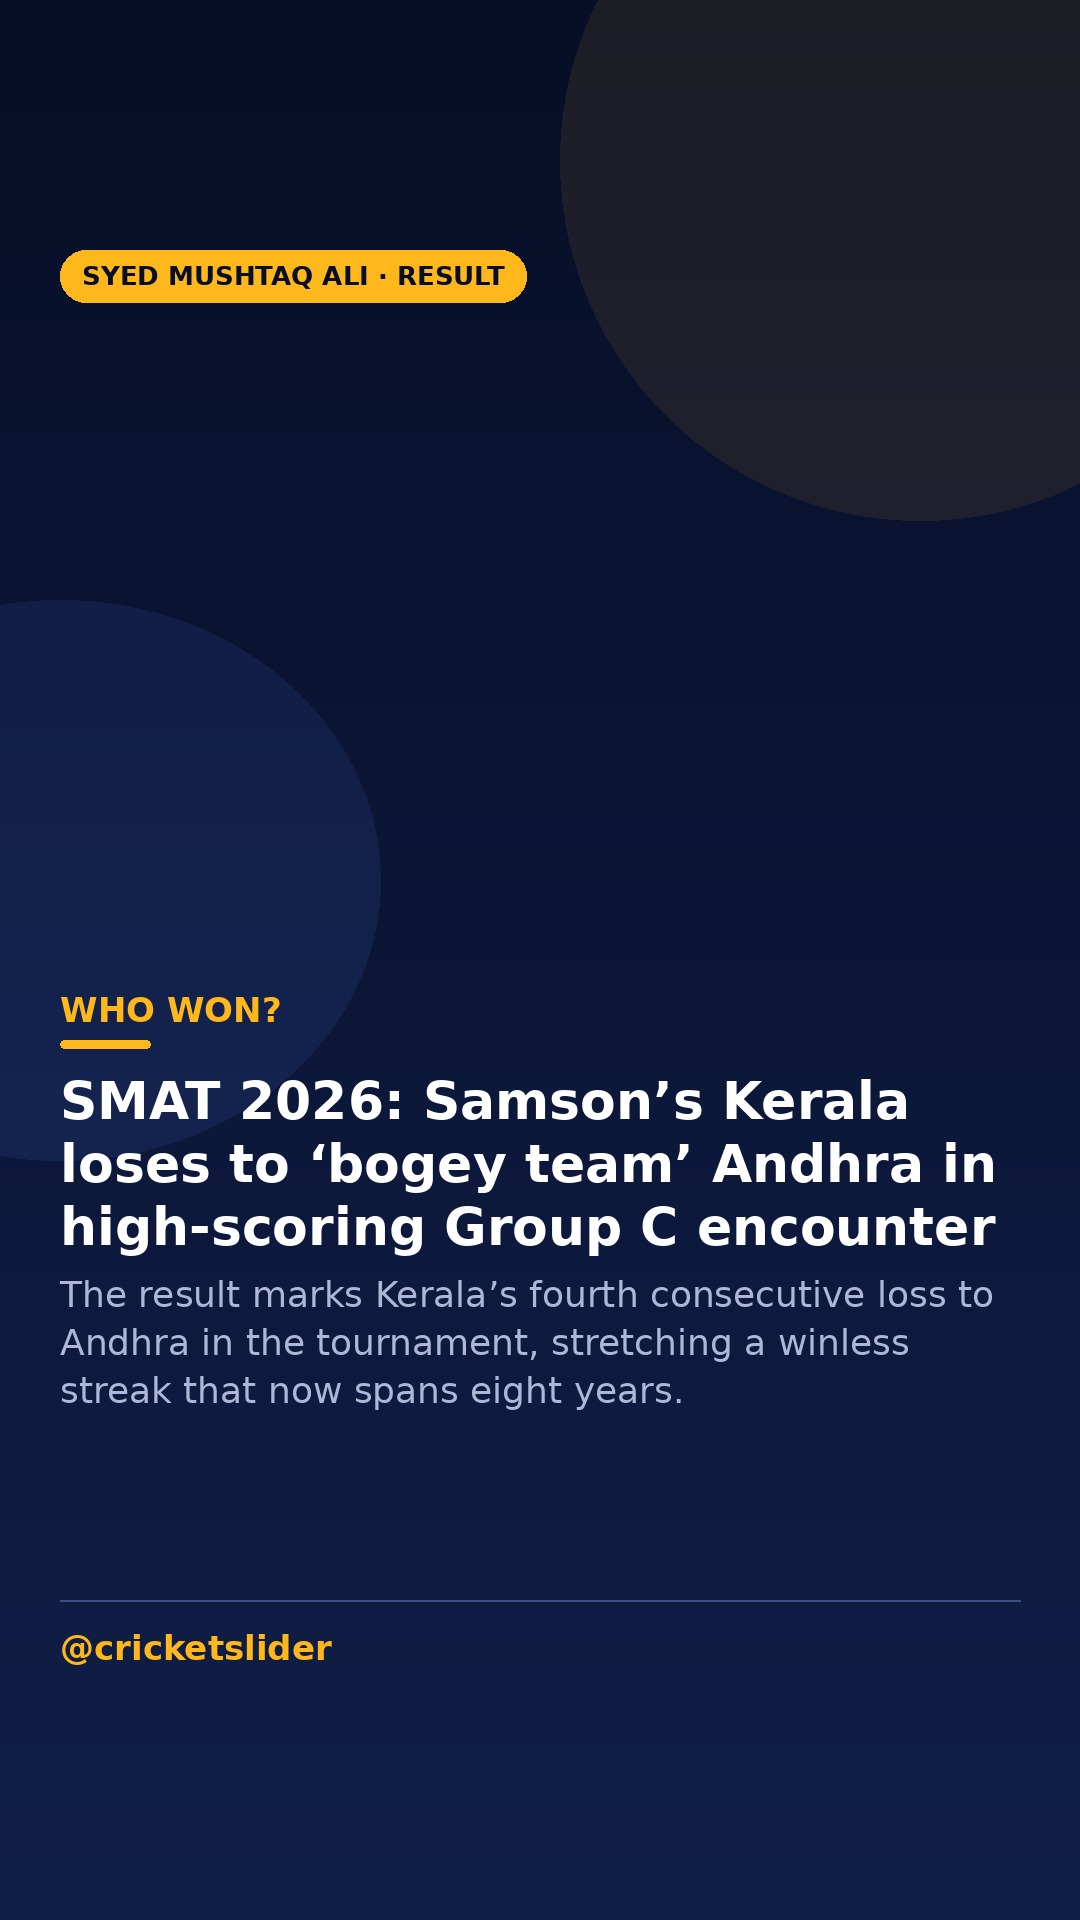 SYED MUSHTAQ ALI · RESULT
WHO WON?
SMAT 2026: Samson’s Kerala
loses to ‘bogey team’ Andhra in
high-scoring Group C encounter
The result marks Kerala’s fourth consecutive loss to
Andhra in the tournament, stretching a winless
streak that now spans eight years.
@cricketslider